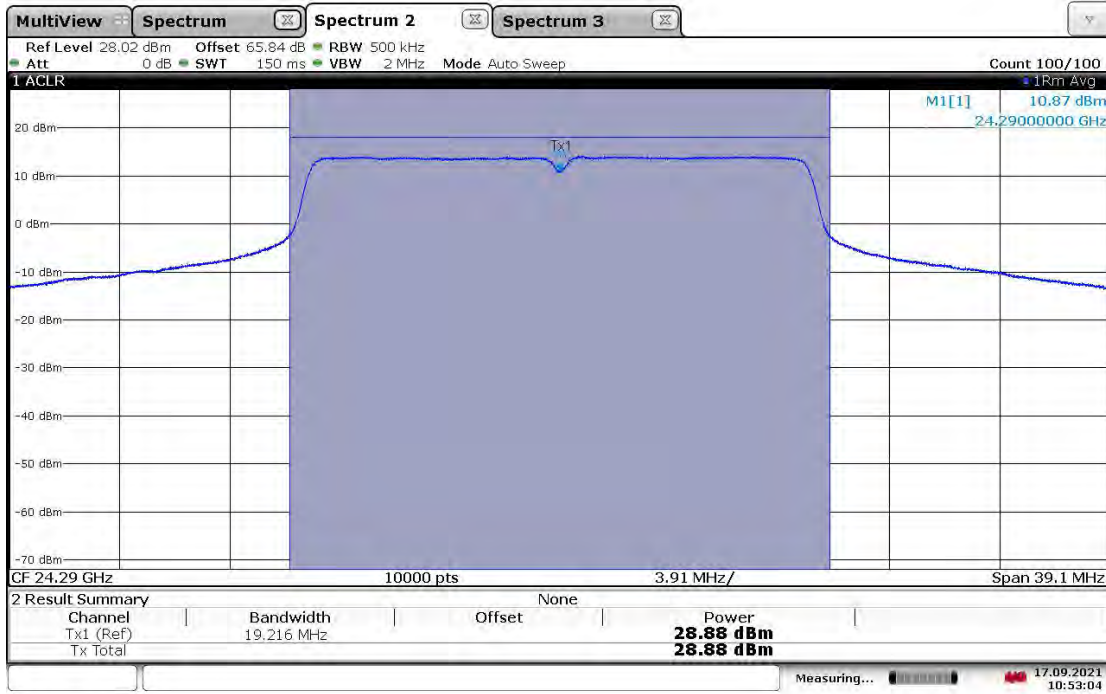 MultiView Spectrum Spectrum 2 Spectrum 3
Ref Level 28.02 dBm Offset 65.84 dB RBW 500 kHz
Att 0 dB SWT 150 ms VBW 2 MHz Mode Auto Sweep Count 100/100
1 ACLR 1Rm Avg
M1[1] 10.87 dBm
24.29000000 GHz
20 dBm
Tx1
10 dBm
0 dBm
-10 dBm
-20 dBm
-30 dBm
-40 dBm
-50 dBm
-60 dBm
-70 dBm
CF 24.29 GHz 10000 pts 3.91 MHz/ Span 39.1 MHz
2 Result Summary None
Channel Bandwidth Offset Power
Tx1 (Ref) 19.216 MHz 28.88 dBm
Tx Total 28.88 dBm
Measuring... 17.09.2021
10:53:04